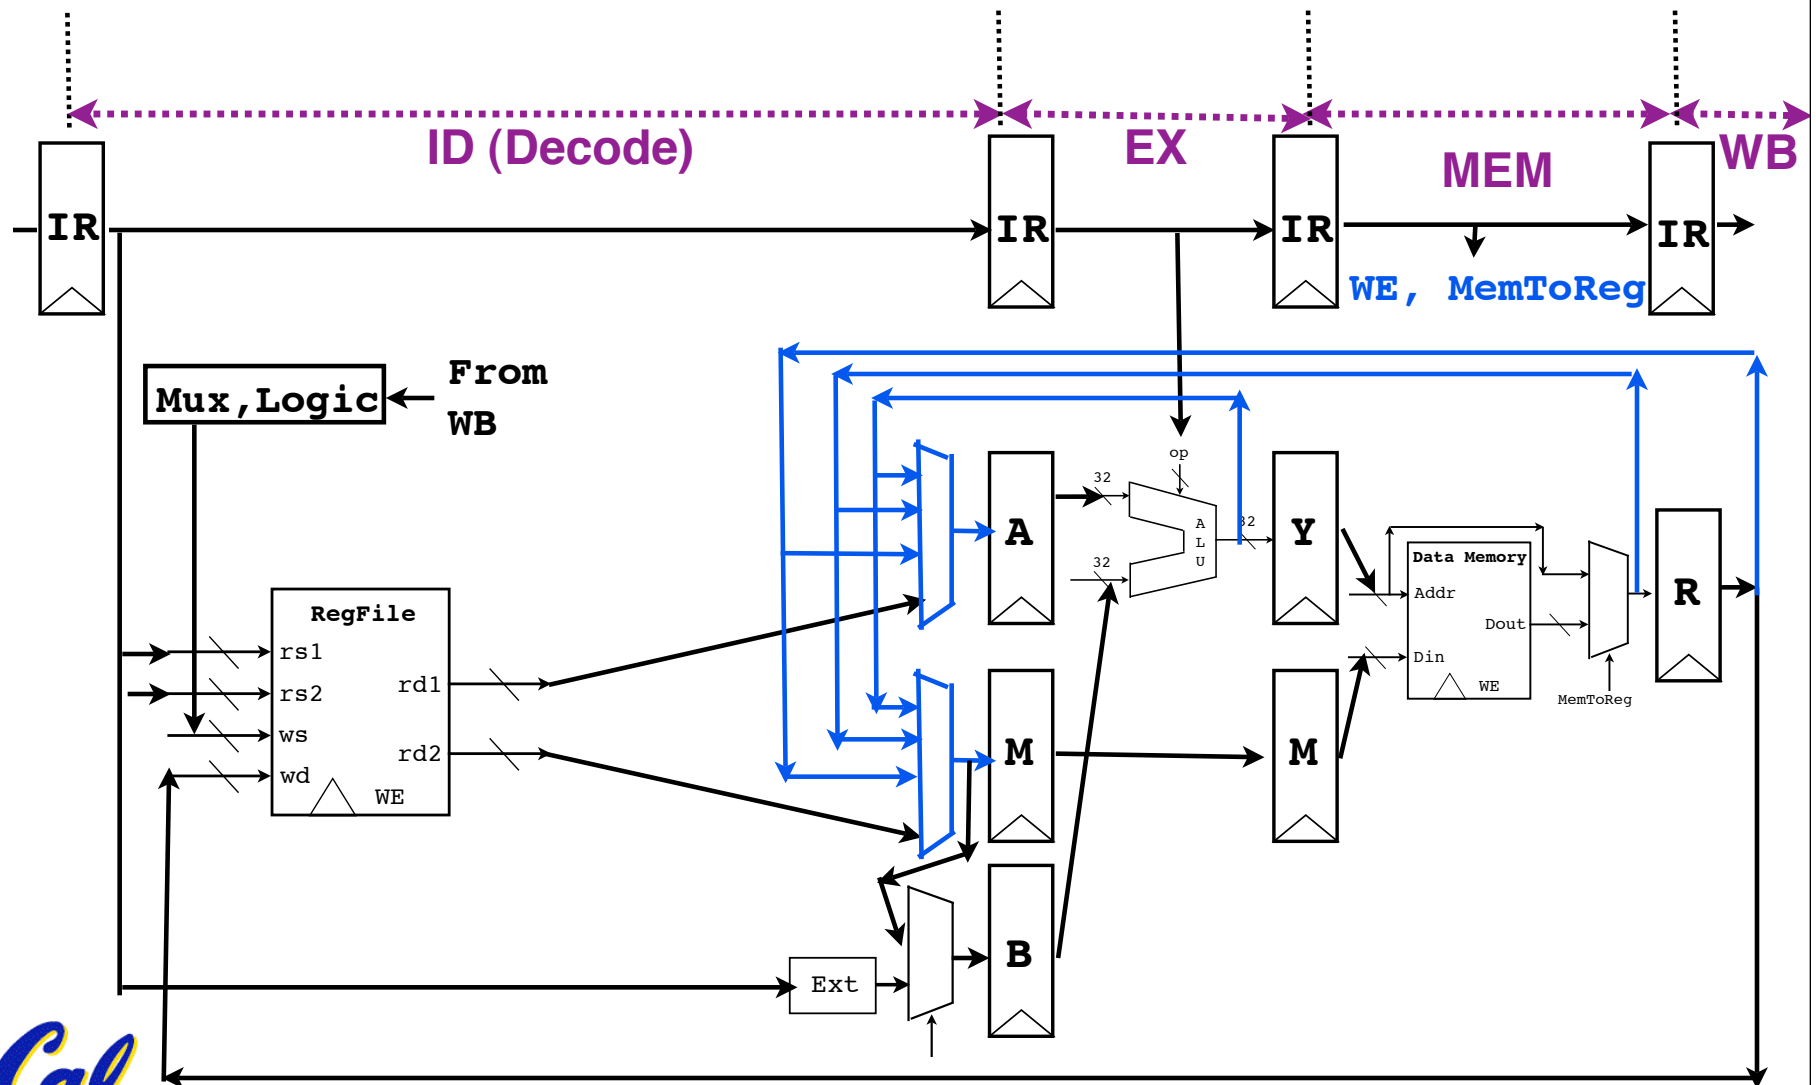 ID (Decode)
EX
MEM
WB
IR
IR
IR
IR
WE, MemToReg
Mux,Logic
From
WB
op
32
32
32
A
L
U
A
Y
R
Data Memory
Addr
Dout
Din
WE
MemToReg
RegFile
rs1
rs2
ws
wd
rd1
rd2
WE
M
M
B
Ext
Cal